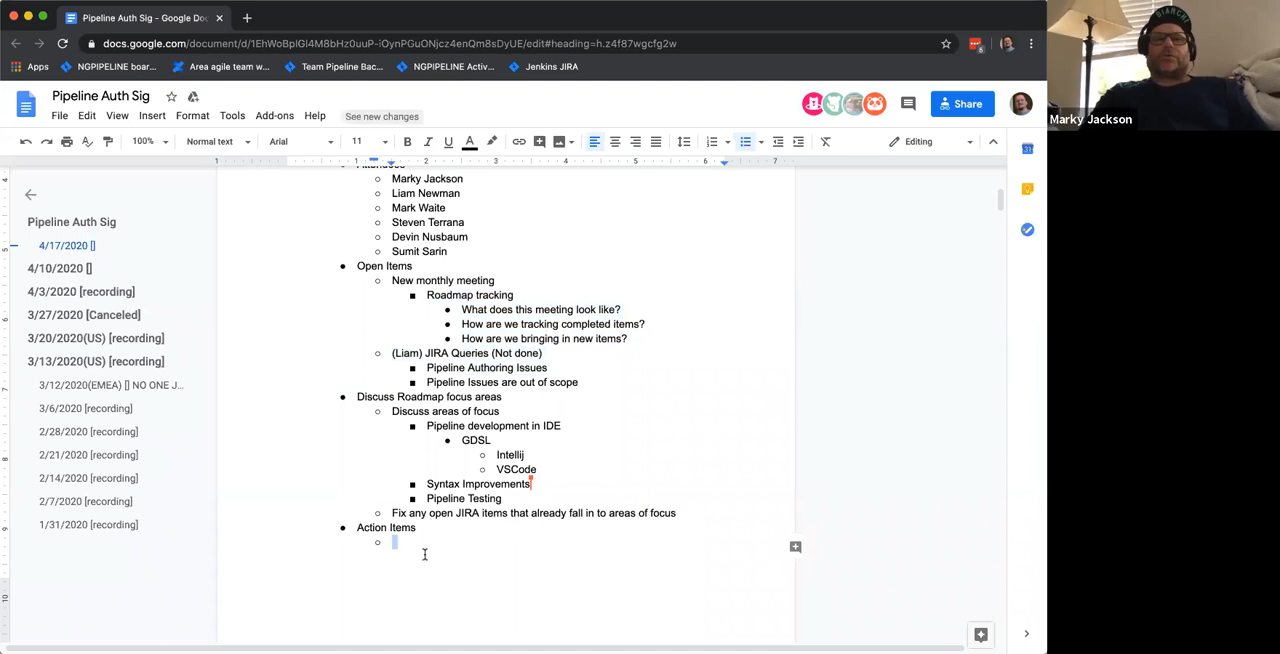 Pipeline Auth Sig - Google Doc
docs.google.com/document/d/1EhWoBplGl4M8bHz0uuP-iOynPGuONjcz4enQm8sDyUE/edit#heading=h.z4f87wgcfg2w
Apps
NGPIPELINE boar...
Area agile team w...
Team Pipeline Bac...
NGPIPELINE Activ...
Jenkins JIRA
BIANCHI
Marky Jackson
Pipeline Auth Sig
File Edit View Insert Format Tools Add-ons Help
See new changes
Share
100% Normal text Arial 11 B I U A
Editing
1 1 2 3 4 5 6 7
Pipeline Auth Sig
4/17/2020 []
4/10/2020 []
4/3/2020 [recording]
3/27/2020 [Canceled]
3/20/2020(US) [recording]
3/13/2020(US) [recording]
3/12/2020(EMEA) [] NO ONE J...
3/6/2020 [recording]
2/28/2020 [recording]
2/21/2020 [recording]
2/14/2020 [recording]
2/7/2020 [recording]
1/31/2020 [recording]
Attendees
Marky Jackson
Liam Newman
Mark Waite
Steven Terrana
Devin Nusbaum
Sumit Sarin
Open Items
New monthly meeting
Roadmap tracking
What does this meeting look like?
How are we tracking completed items?
How are we bringing in new items?
(Liam) JIRA Queries (Not done)
Pipeline Authoring Issues
Pipeline Issues are out of scope
Discuss Roadmap focus areas
Discuss areas of focus
Pipeline development in IDE
GDSL
Intellij
VSCode
Syntax Improvements
Pipeline Testing
Fix any open JIRA items that already fall in to areas of focus
Action Items